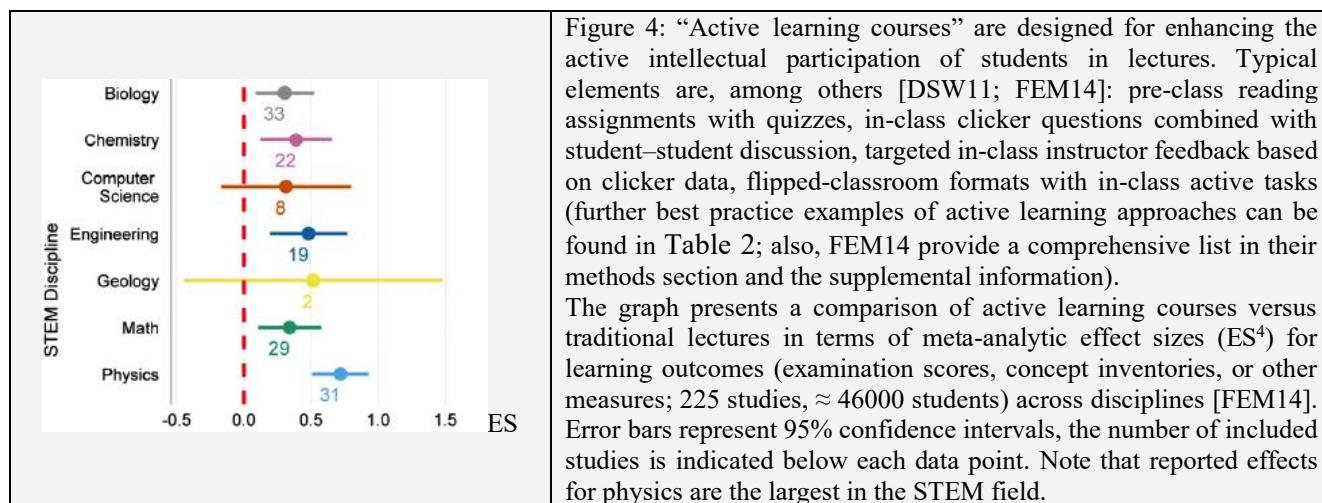 Biology
33
Chemistry
22
Computer
Science
8
Engineering
19
Geology
2
Math
29
Physics
31
STEM Discipline
-0.5 0.0 0.5 1.0 1.5 ES
Figure 4: “Active learning courses” are designed for enhancing the
active intellectual participation of students in lectures. Typical
elements are, among others [DSW11; FEM14]: pre-class reading
assignments with quizzes, in-class clicker questions combined with
student–student discussion, targeted in-class instructor feedback based
on clicker data, flipped-classroom formats with in-class active tasks
(further best practice examples of active learning approaches can be
found in Table 2; also, FEM14 provide a comprehensive list in their
methods section and the supplemental information).
The graph presents a comparison of active learning courses versus
traditional lectures in terms of meta-analytic effect sizes (ES⁴) for
learning outcomes (examination scores, concept inventories, or other
measures; 225 studies, ≈ 46000 students) across disciplines [FEM14].
Error bars represent 95% confidence intervals, the number of included
studies is indicated below each data point. Note that reported effects
for physics are the largest in the STEM field.